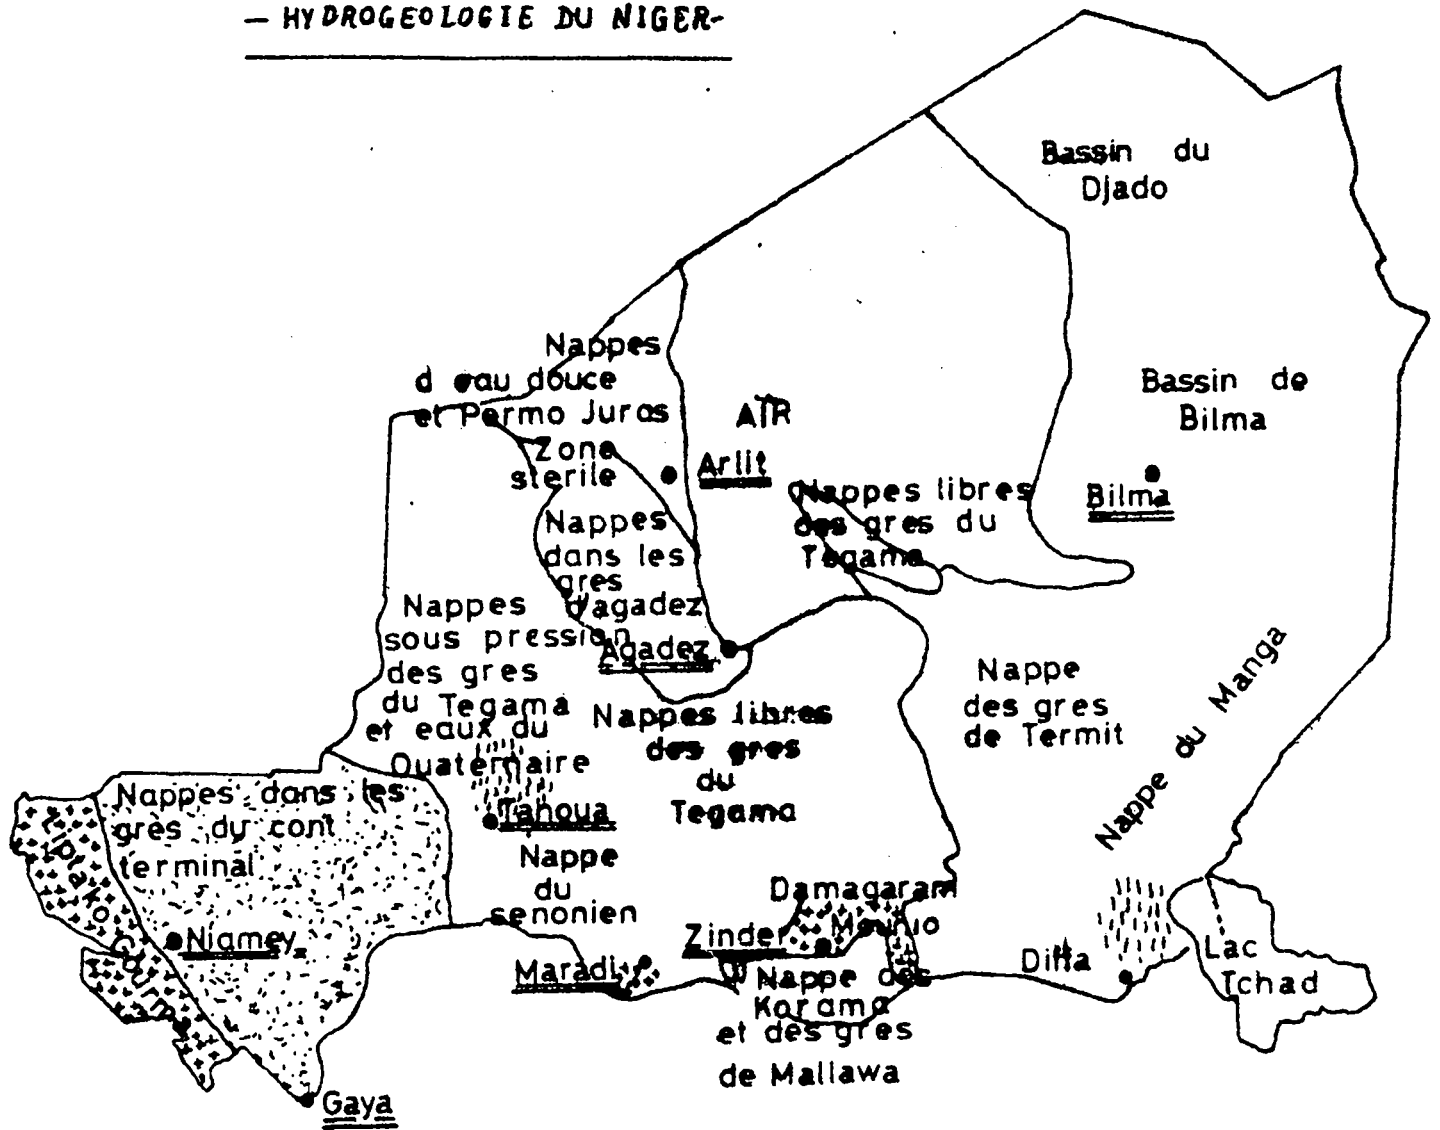 — HYDROGEOLOGIE DU NIGER-
Bassin du
Djado
Nappes
d eau douce
et Permo Juras
Zone
sterile
AIR
Arlit
Bassin de
Bilma
Bilma
Nappes libres
des gres du
Tegama
Nappes
dans les
gres
d'agadez
Agadez
Nappes
sous pression
des gres
du Tegama
et eaux du
Quaternaire
Nappes libres
des gres
du
Tegama
Nappe
des gres
de Termit
Nappe du Manga
Tahoua
Nappes dans les
grès du cont
terminal
Liptako Gourma
Niamey
Nappe
du
senonien
Damagaram
Zinder
Maradi
Nappe des
Korama
et des gres
de Mallawa
Diffa
Lac
Tchad
Gaya